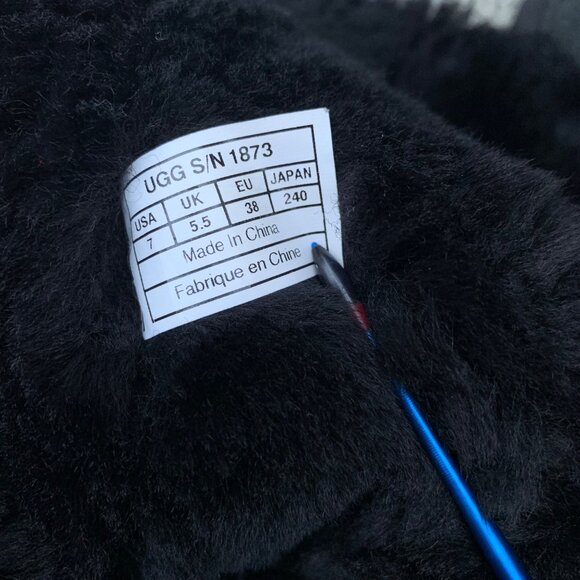 UGG S/N 1873
USA UK EU JAPAN
7 5.5 38 240
Made In China
Fabrique en Chine